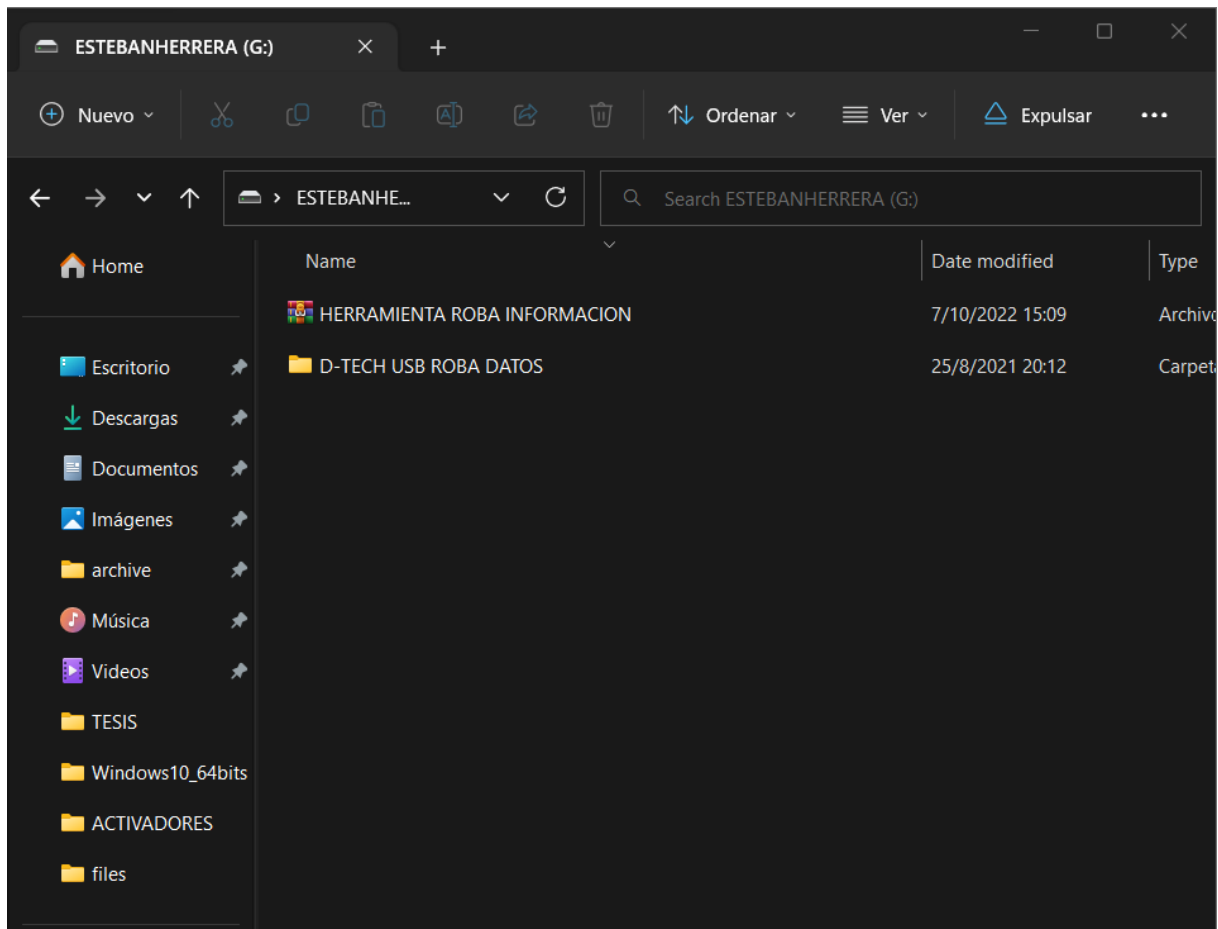 ESTEBANHERRERA (G:)
Nuevo
Ordenar
Ver
Expulsar
ESTEBANHE...
Search ESTEBANHERRERA (G:)
Name
Date modified
Type
Home
HERRAMIENTA ROBA INFORMACION 7/10/2022 15:09 Archivo
D-TECH USB ROBA DATOS 25/8/2021 20:12 Carpeta
Escritorio
Descargas
Documentos
Imágenes
archive
Música
Videos
TESIS
Windows10_64bits
ACTIVADORES
files